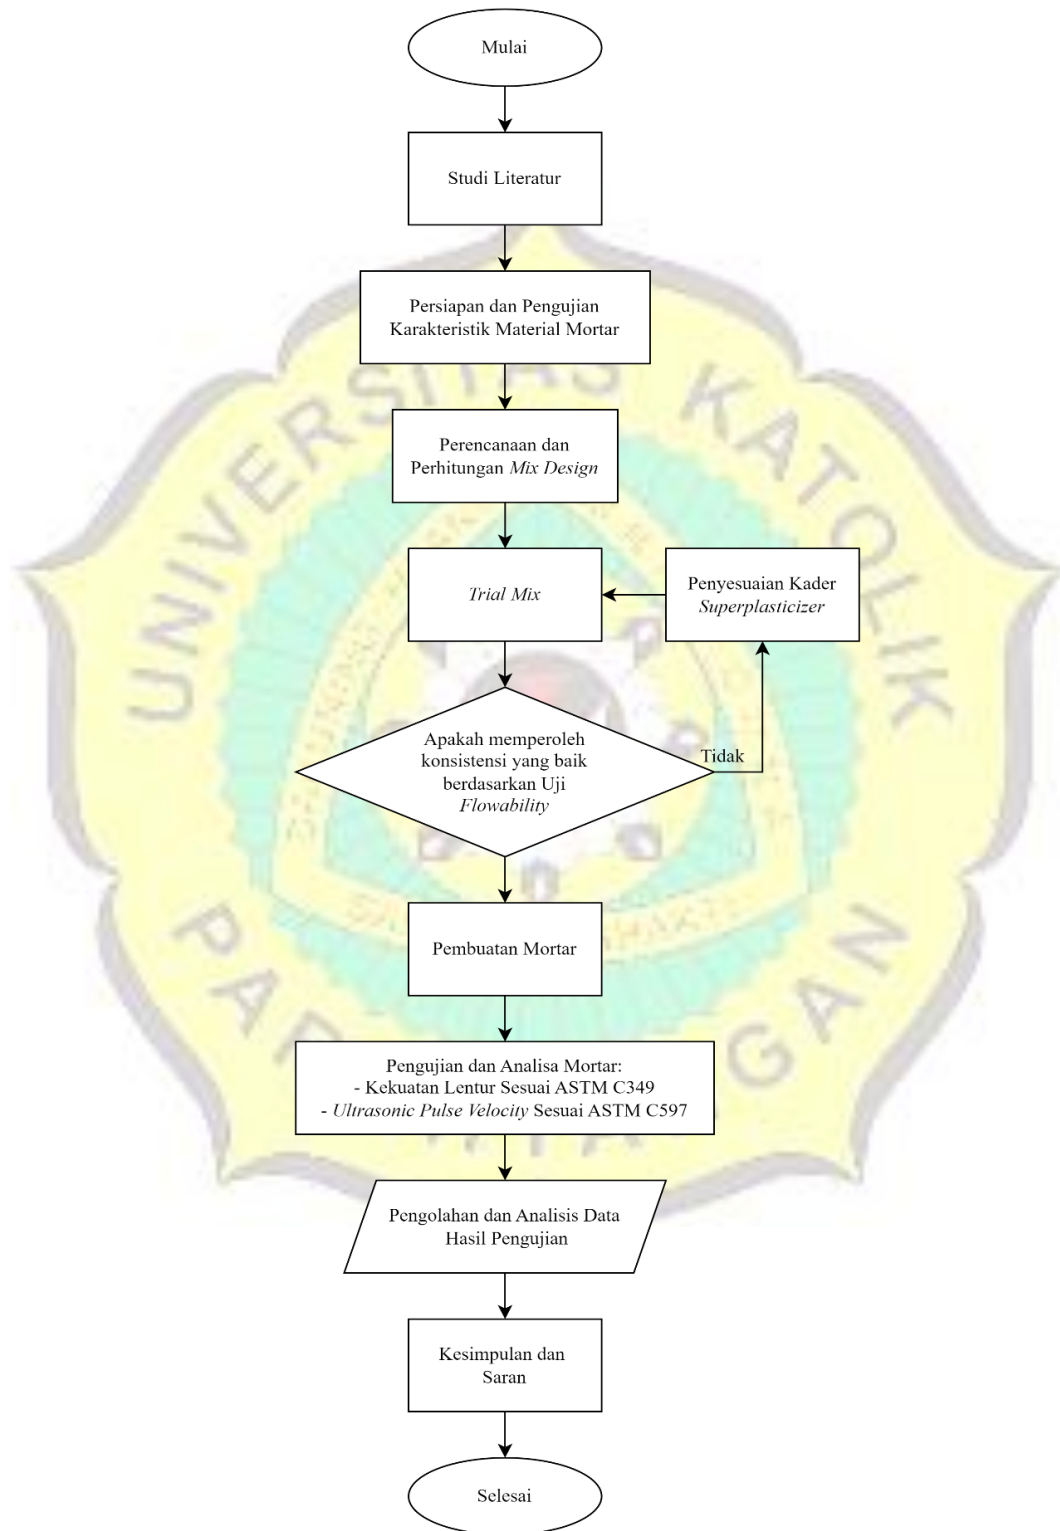 Mulai
Studi Literatur
Persiapan dan Pengujian
Karakteristik Material Mortar
Perencanaan dan
Perhitungan Mix Design
Trial Mix
Penyesuaian Kader
Superplasticizer
Apakah memperoleh
konsistensi yang baik
berdasarkan Uji
Flowability
Tidak
Pembuatan Mortar
Pengujian dan Analisa Mortar:
- Kekuatan Lentur Sesuai ASTM C349
- Ultrasonic Pulse Velocity Sesuai ASTM C597
Pengolahan dan Analisis Data
Hasil Pengujian
Kesimpulan dan
Saran
Selesai
UNIVERSITAS KATOLIK